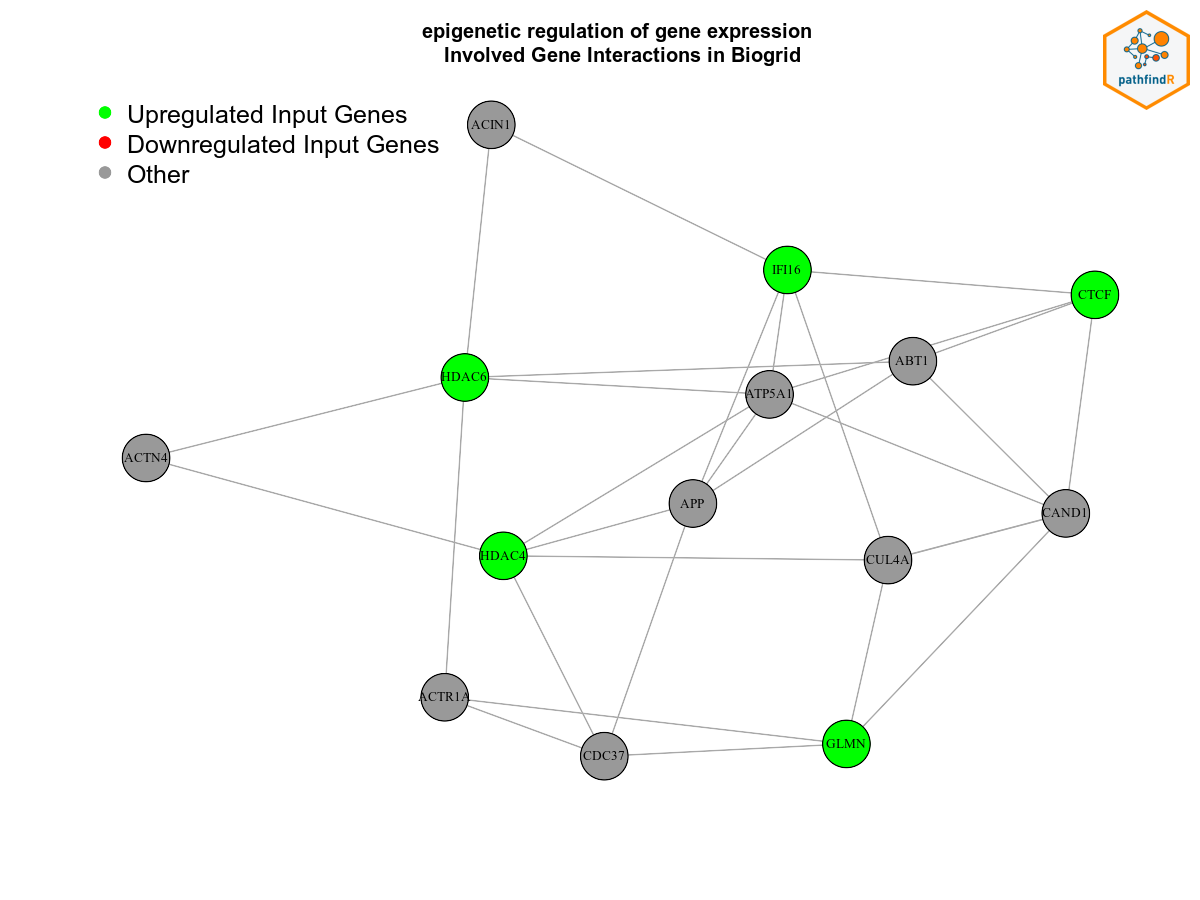 epigenetic regulation of gene expression
Involved Gene Interactions in Biogrid
pathfindR
Upregulated Input Genes
Downregulated Input Genes
Other
ACIN1
IFI16
CTCF
ABT1
HDAC6
ATP5A1
ACTN4
APP
CAND1
HDAC4
CUL4A
ACTR1A
GLMN
CDC37